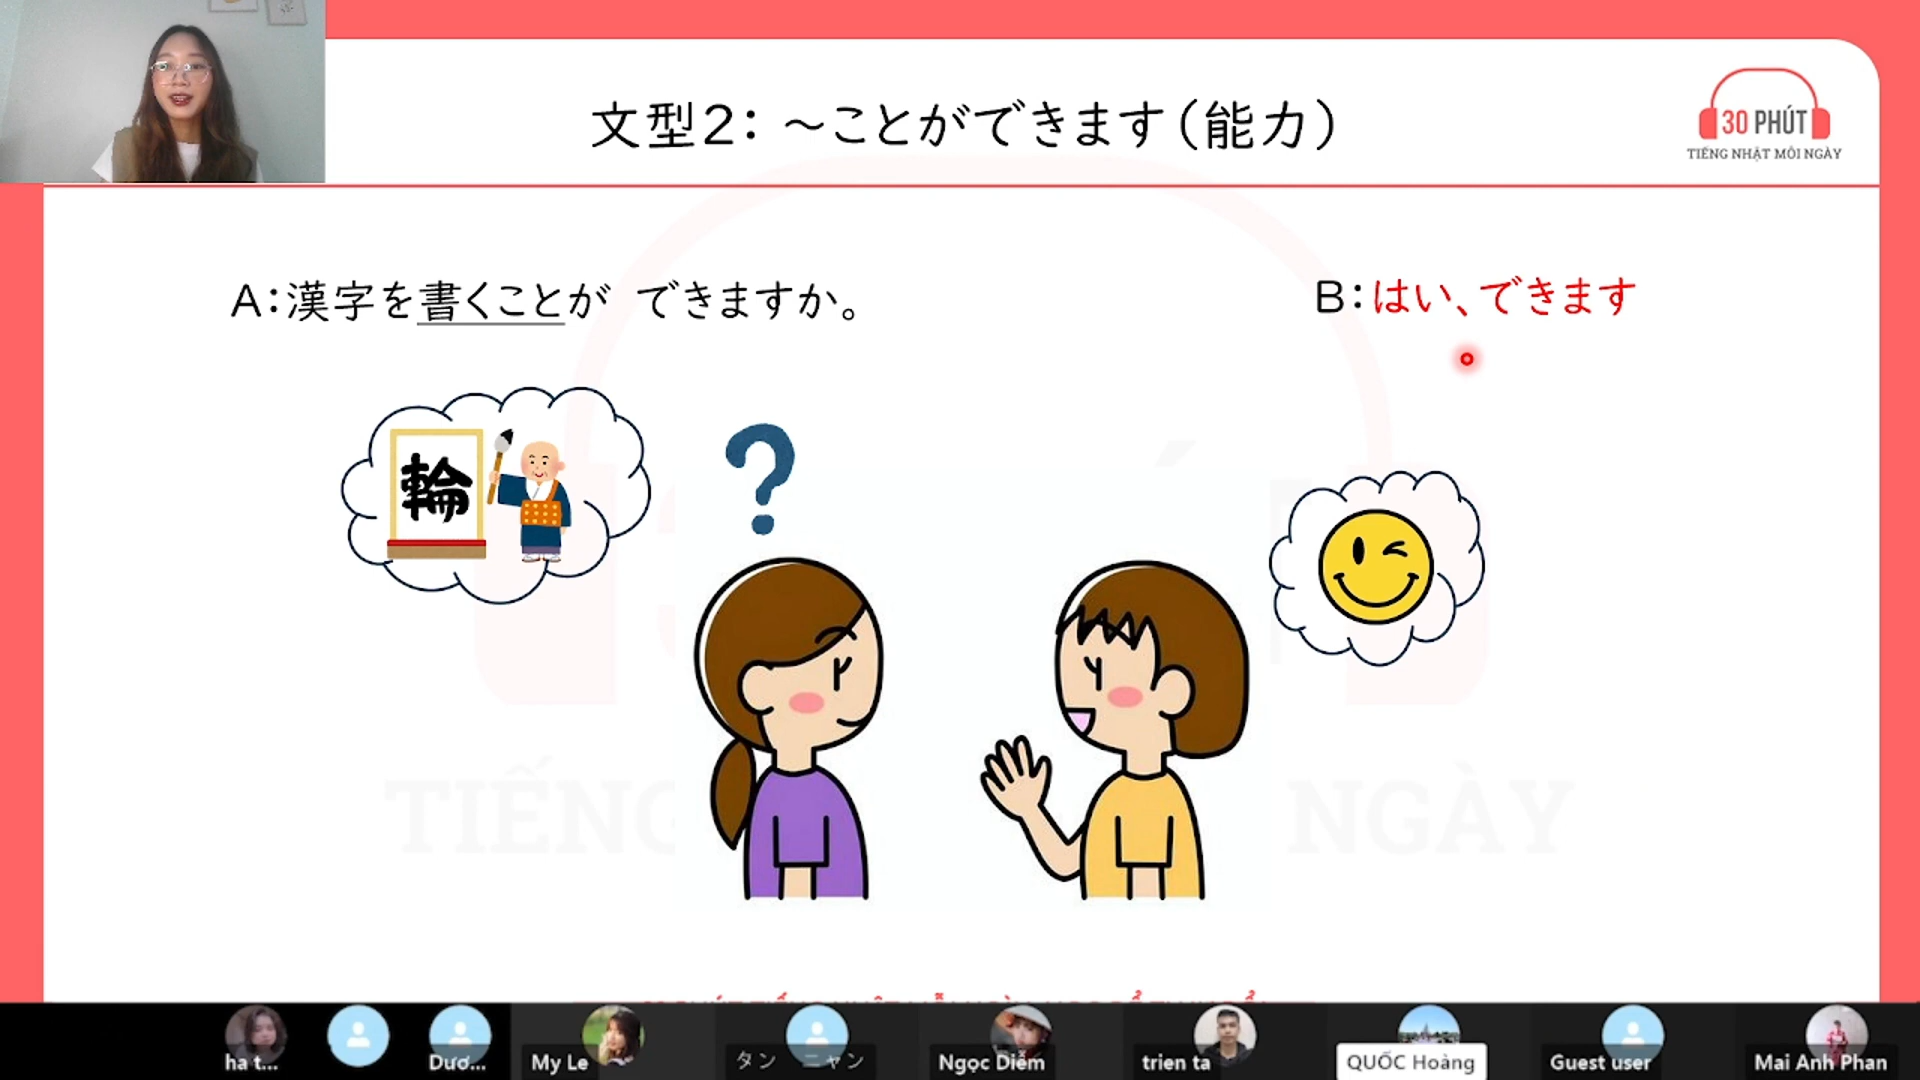 文型2：～ことができます（能力）
30 PHÚT
TIẾNG NHẬT MỖI NGÀY
A：漢字を書くことが できますか。
B：はい、できます
輪
TIẾNG
NGÀY
ha t...
Dươ...
My Le
タン ニャン
Ngọc Diễm
trien ta
QUỐC Hoàng
Guest user
Mai Anh Phan